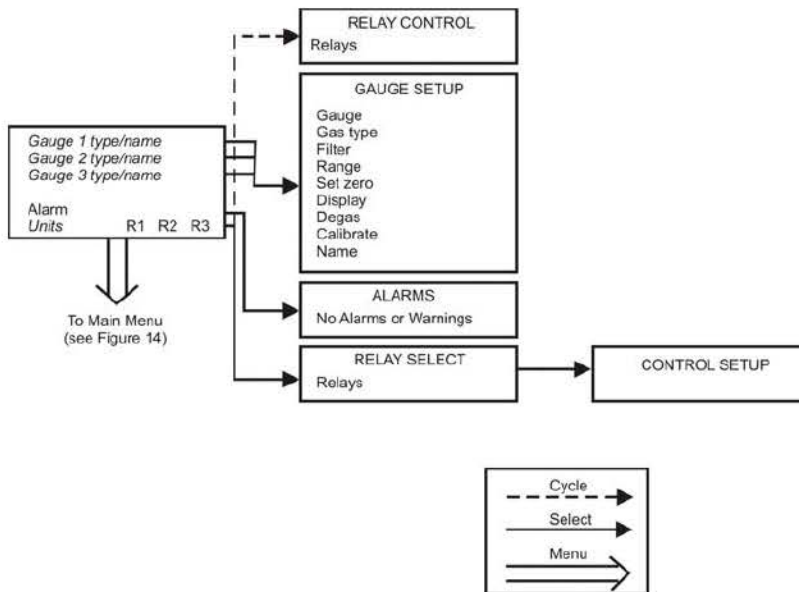 RELAY CONTROL
Relays
GAUGE SETUP
Gauge
Gas type
Filter
Range
Set zero
Display
Degas
Calibrate
Name
Gauge 1 type/name
Gauge 2 type/name
Gauge 3 type/name
Alarm
Units R1 R2 R3
To Main Menu
(see Figure 14)
ALARMS
No Alarms or Warnings
RELAY SELECT
Relays
CONTROL SETUP
Cycle
Select
Menu